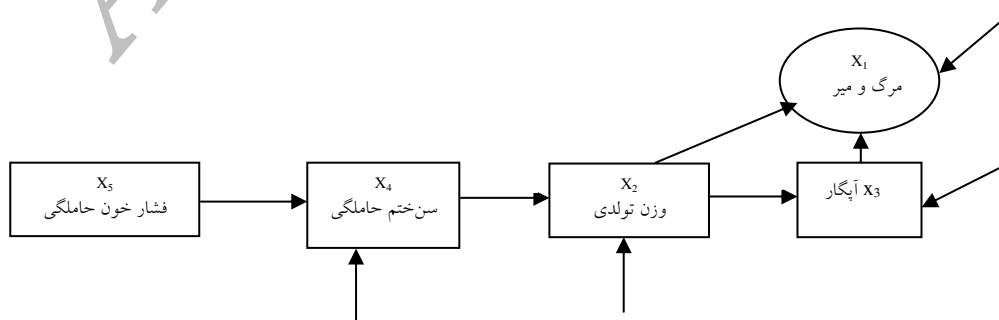 X₁
مرگ و میر
X₅
فشار خون حاملگی
X₄
سن‌ختم حاملگی
X₂
وزن تولدی
x₃ آپگار